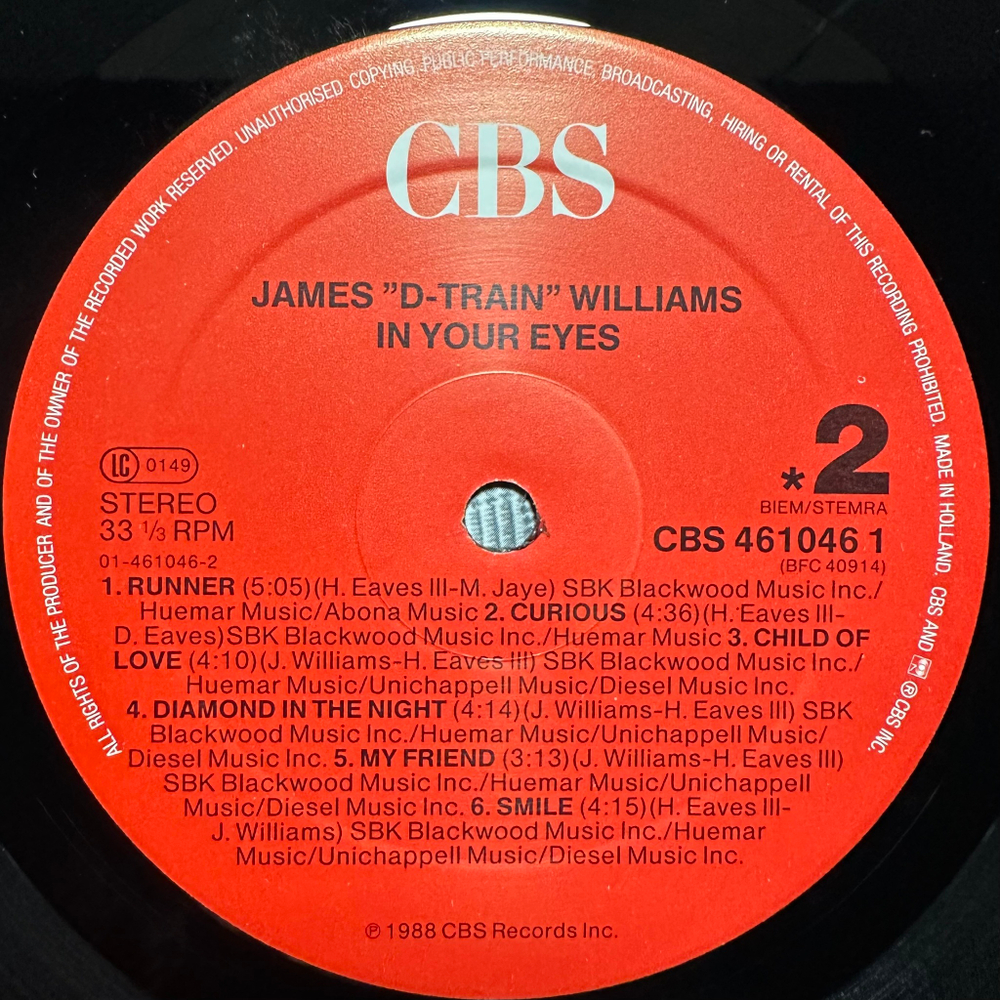 ALL RIGHTS OF THE PRODUCER AND OF THE OWNER OF THE RECORDED WORK RESERVED. UNAUTHORISED COPYING, PUBLIC PERFORMANCE, BROADCASTING, HIRING OR RENTAL OF THIS RECORDING PROHIBITED. MADE IN HOLLAND. CBS AND ® CBS INC.
CBS
JAMES ”D-TRAIN” WILLIAMS
IN YOUR EYES
LC 0149
STEREO
33 1/3 RPM
01-461046-2
*2
BIEM/STEMRA
CBS 461046 1
(BFC 40914)
1. RUNNER (5:05)(H. Eaves III-M. Jaye) SBK Blackwood Music Inc./
Huemar Music/Abona Music 2. CURIOUS (4:36)(H. Eaves III-
D. Eaves)SBK Blackwood Music Inc./Huemar Music 3. CHILD OF
LOVE (4:10)(J. Williams-H. Eaves III) SBK Blackwood Music Inc./
Huemar Music/Unichappell Music/Diesel Music Inc.
4. DIAMOND IN THE NIGHT (4:14)(J. Williams-H. Eaves III) SBK
Blackwood Music Inc./Huemar Music/Unichappell Music/
Diesel Music Inc. 5. MY FRIEND (3:13)(J. Williams-H. Eaves III)
SBK Blackwood Music Inc./Huemar Music/Unichappell
Music/Diesel Music Inc. 6. SMILE (4:15)(H. Eaves III-
J. Williams) SBK Blackwood Music Inc./Huemar
Music/Unichappell Music/Diesel Music Inc.
℗ 1988 CBS Records Inc.